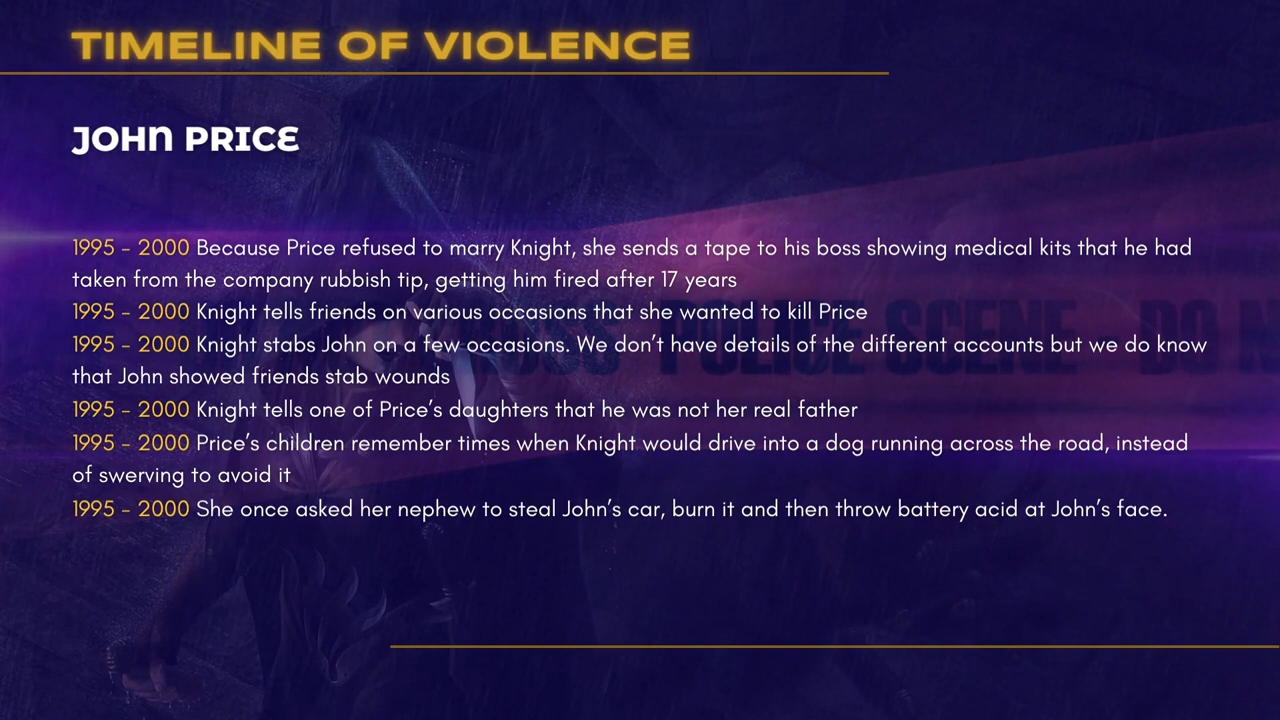 TIMELINE OF VIOLENCE
JOHN PRICE
1995 – 2000 Because Price refused to marry Knight, she sends a tape to his boss showing medical kits that he had
taken from the company rubbish tip, getting him fired after 17 years
1995 – 2000 Knight tells friends on various occasions that she wanted to kill Price
1995 – 2000 Knight stabs John on a few occasions. We don’t have details of the different accounts but we do know
that John showed friends stab wounds
1995 – 2000 Knight tells one of Price’s daughters that he was not her real father
1995 – 2000 Price’s children remember times when Knight would drive into a dog running across the road, instead
of swerving to avoid it
1995 – 2000 She once asked her nephew to steal John’s car, burn it and then throw battery acid at John’s face.
POLICE SCENE DO N